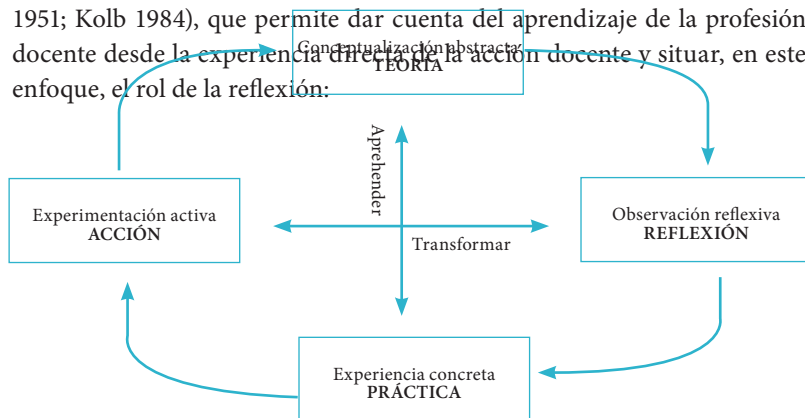 1951; Kolb 1984), que permite dar cuenta del aprendizaje de la profesión
docente desde la experiencia directa de la acción docente y situar, en este
enfoque, el rol de la reflexión:
Conceptualización abstracta
TEORÍA
Aprehender
Experimentación activa
ACCIÓN
Observación reflexiva
REFLEXIÓN
Transformar
Experiencia concreta
PRÁCTICA